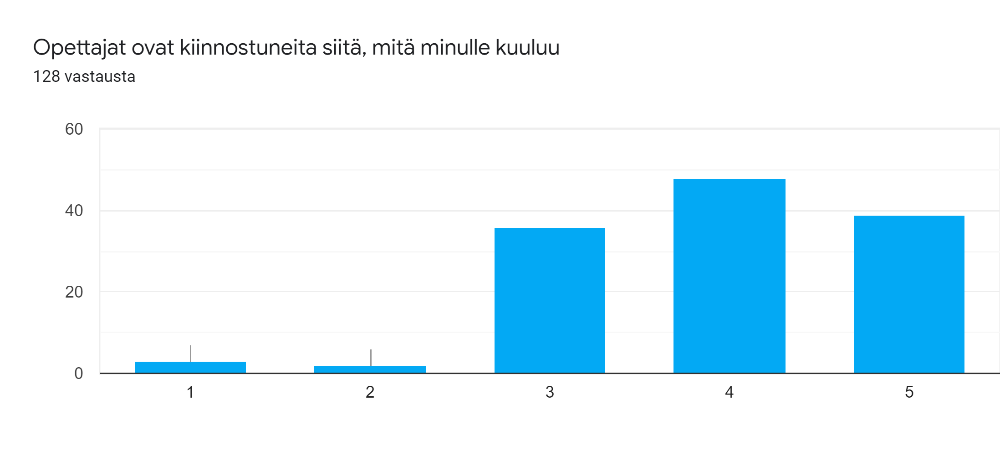 Opettajat ovat kiinnostuneita siitä, mitä minulle kuuluu
128 vastausta
60
40
20
0
1 2 3 4 5